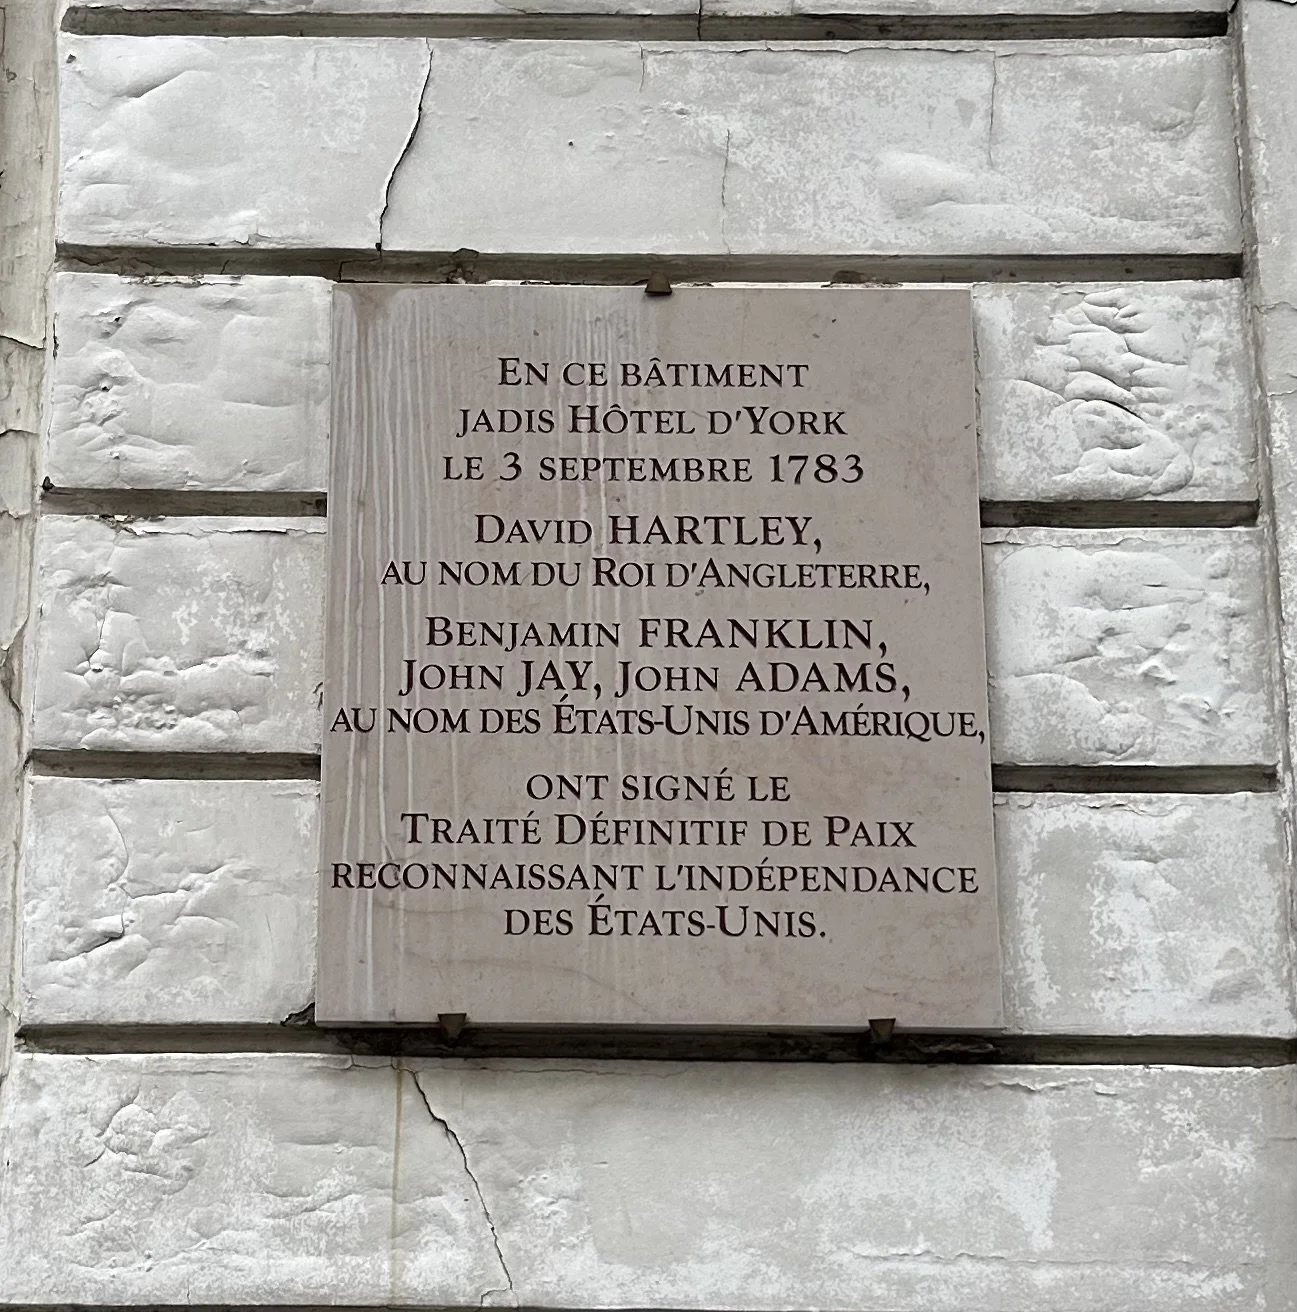 En ce bâtiment
jadis Hôtel d'York
le 3 septembre 1783
David HARTLEY,
au nom du Roi d'Angleterre,
Benjamin FRANKLIN,
John JAY, John ADAMS,
au nom des États-Unis d'Amérique,
ont signé le
Traité Définitif de Paix
reconnaissant l'indépendance
des États-Unis.